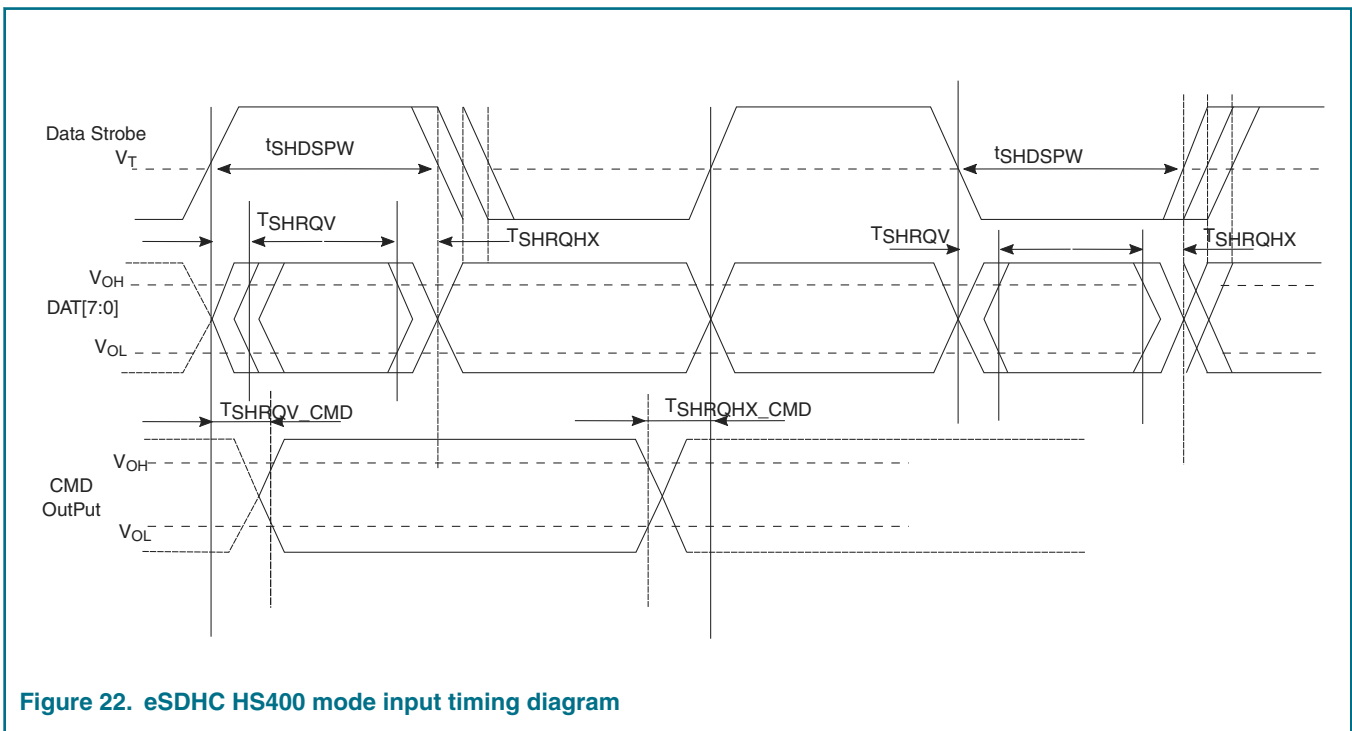 Data Strobe
VT
tSHDSPW
tSHDSPW
TSHRQV
TSHRQHX
TSHRQV
TSHRQHX
VOH
DAT[7:0]
VOL
TSHRQV_CMD
TSHRQHX_CMD
VOH
CMD
OutPut
VOL
Figure 22. eSDHC HS400 mode input timing diagram